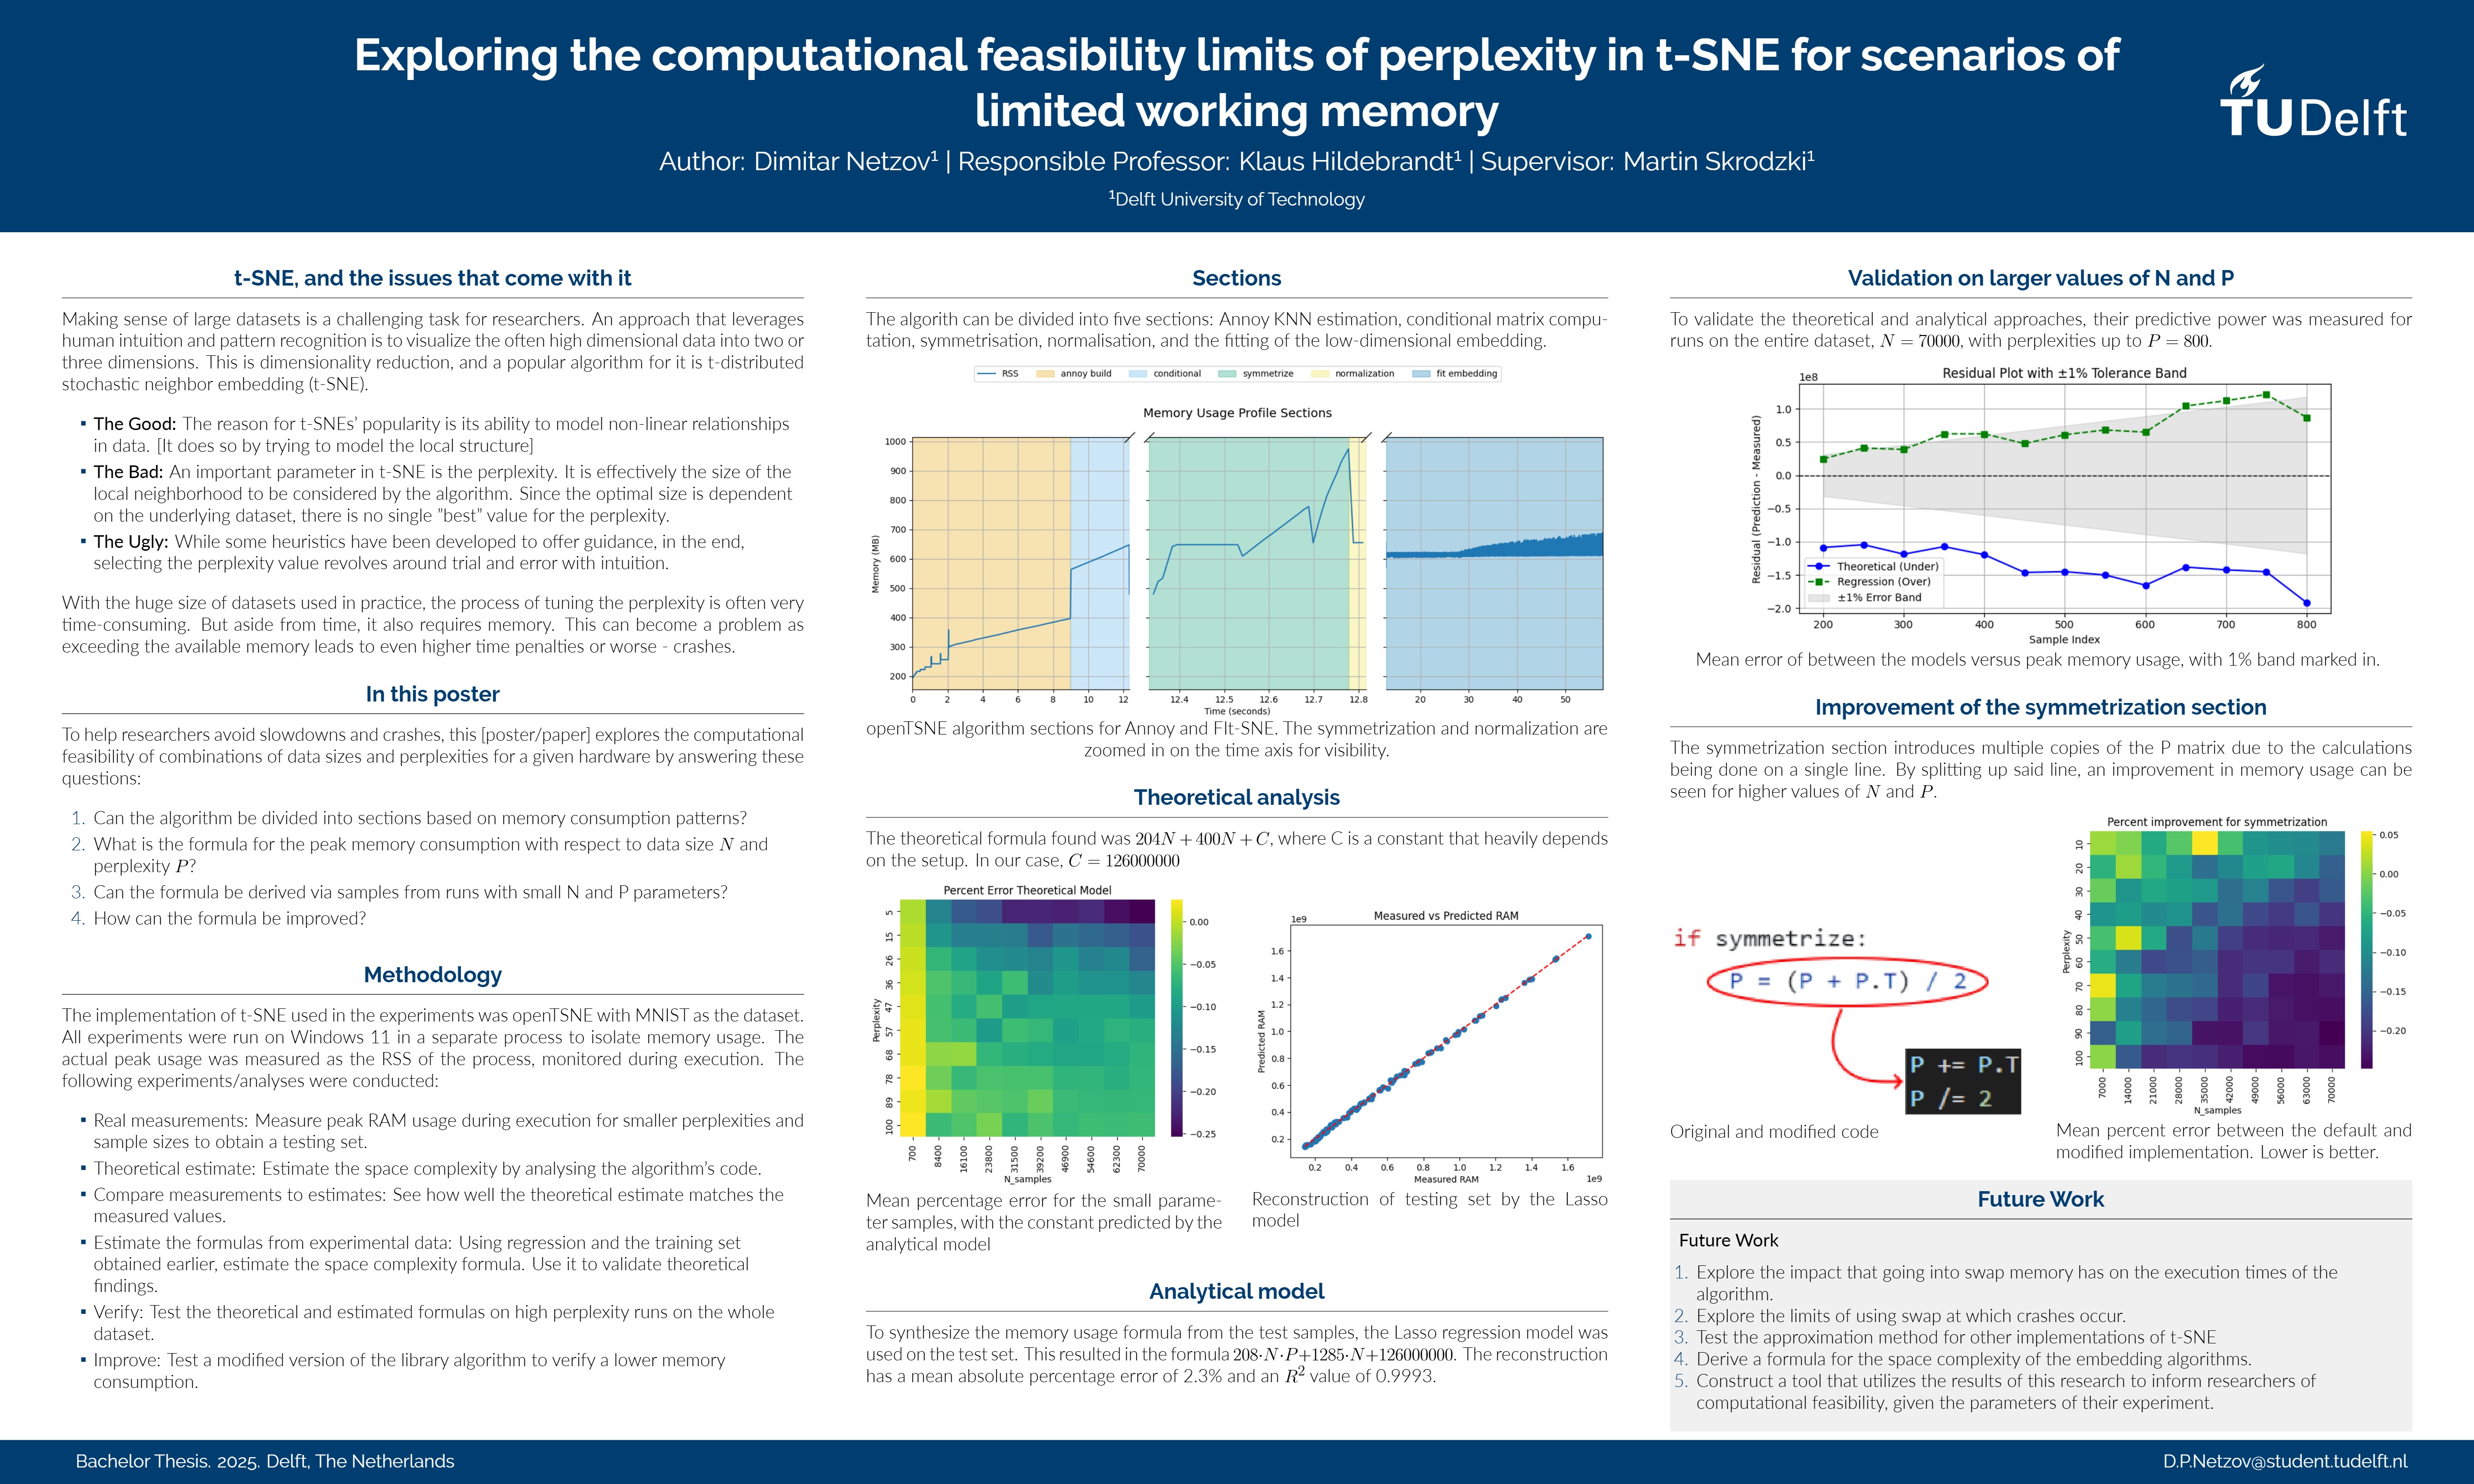 Exploring the computational feasibility limits of perplexity in t-SNE for scenarios of
limited working memory
Author: Dimitar Netzov¹ | Responsible Professor: Klaus Hildebrandt¹ | Supervisor: Martin Skrodzki¹
¹Delft University of Technology
TUDelft
t-SNE, and the issues that come with it
Making sense of large datasets is a challenging task for researchers. An approach that leverages
human intuition and pattern recognition is to visualize the often high dimensional data into two or
three dimensions. This is dimensionality reduction, and a popular algorithm for it is t-distributed
stochastic neighbor embedding (t-SNE).
▪ The Good: The reason for t-SNEs' popularity is its ability to model non-linear relationships
in data. [It does so by trying to model the local structure]
▪ The Bad: An important parameter in t-SNE is the perplexity. It is effectively the size of the
local neighborhood to be considered by the algorithm. Since the optimal size is dependent
on the underlying dataset, there is no single ”best” value for the perplexity.
▪ The Ugly: While some heuristics have been developed to offer guidance, in the end,
selecting the perplexity value revolves around trial and error with intuition.
With the huge size of datasets used in practice, the process of tuning the perplexity is often very
time-consuming. But aside from time, it also requires memory. This can become a problem as
exceeding the available memory leads to even higher time penalties or worse - crashes.
In this poster
To help researchers avoid slowdowns and crashes, this [poster/paper] explores the computational
feasibility of combinations of data sizes and perplexities for a given hardware by answering these
questions:
1. Can the algorithm be divided into sections based on memory consumption patterns?
2. What is the formula for the peak memory consumption with respect to data size N and
perplexity P?
3. Can the formula be derived via samples from runs with small N and P parameters?
4. How can the formula be improved?
Methodology
The implementation of t-SNE used in the experiments was openTSNE with MNIST as the dataset.
All experiments were run on Windows 11 in a separate process to isolate memory usage. The
actual peak usage was measured as the RSS of the process, monitored during execution. The
following experiments/analyses were conducted:
▪ Real measurements: Measure peak RAM usage during execution for smaller perplexities and
sample sizes to obtain a testing set.
▪ Theoretical estimate: Estimate the space complexity by analysing the algorithm's code.
▪ Compare measurements to estimates: See how well the theoretical estimate matches the
measured values.
▪ Estimate the formulas from experimental data: Using regression and the training set
obtained earlier, estimate the space complexity formula. Use it to validate theoretical
findings.
▪ Verify: Test the theoretical and estimated formulas on high perplexity runs on the whole
dataset.
▪ Improve: Test a modified version of the library algorithm to verify a lower memory
consumption.
Sections
The algorith can be divided into five sections: Annoy KNN estimation, conditional matrix compu-
tation, symmetrisation, normalisation, and the fitting of the low-dimensional embedding.
RSS annoy build conditional symmetrize normalization fit embedding
Memory Usage Profile Sections
Memory (MB)
1000
900
800
700
600
500
400
300
200
0 2 4 6 8 10 12 12.4 12.5 12.6 12.7 12.8 20 30 40 50
Time (seconds)
openTSNE algorithm sections for Annoy and FIt-SNE. The symmetrization and normalization are
zoomed in on the time axis for visibility.
Theoretical analysis
The theoretical formula found was 204N + 400N + C, where C is a constant that heavily depends
on the setup. In our case, C = 126000000
Percent Error Theoretical Model
Perplexity
5
15
26
36
47
57
68
78
89
100
700 8400 16100 23800 31500 39200 46900 54600 62300 70000
N_samples
0.00
−0.05
−0.10
−0.15
−0.20
−0.25
Mean percentage error for the small parame-
ter samples, with the constant predicted by the
analytical model
Measured vs Predicted RAM
1e9
Predicted RAM
1.6
1.4
1.2
1.0
0.8
0.6
0.4
0.2
0.2 0.4 0.6 0.8 1.0 1.2 1.4 1.6
Measured RAM
1e9
Reconstruction of testing set by the Lasso
model
Analytical model
To synthesize the memory usage formula from the test samples, the Lasso regression model was
used on the test set. This resulted in the formula 208·N·P+1285·N+126000000. The reconstruction
has a mean absolute percentage error of 2.3% and an R² value of 0.9993.
Validation on larger values of N and P
To validate the theoretical and analytical approaches, their predictive power was measured for
runs on the entire dataset, N = 70000, with perplexities up to P = 800.
Residual Plot with ±1% Tolerance Band
1e8
Residual (Prediction - Measured)
1.0
0.5
0.0
−0.5
−1.0
−1.5
−2.0
Theoretical (Under)
Regression (Over)
±1% Error Band
200 300 400 500 600 700 800
Sample Index
Mean error of between the models versus peak memory usage, with 1% band marked in.
Improvement of the symmetrization section
The symmetrization section introduces multiple copies of the P matrix due to the calculations
being done on a single line. By splitting up said line, an improvement in memory usage can be
seen for higher values of N and P.
if symmetrize:
P = (P + P.T) / 2
P += P.T
P /= 2
Original and modified code
Percent improvement for symmetrization
Perplexity
10
20
30
40
50
60
70
80
90
100
7000 14000 21000 28000 35000 42000 49000 56000 63000 70000
N_samples
0.05
0.00
−0.05
−0.10
−0.15
−0.20
Mean percent error between the default and
modified implementation. Lower is better.
Future Work
Future Work
1. Explore the impact that going into swap memory has on the execution times of the
algorithm.
2. Explore the limits of using swap at which crashes occur.
3. Test the approximation method for other implementations of t-SNE
4. Derive a formula for the space complexity of the embedding algorithms.
5. Construct a tool that utilizes the results of this research to inform researchers of
computational feasibility, given the parameters of their experiment.
Bachelor Thesis. 2025. Delft, The Netherlands
D.P.Netzov@student.tudelft.nl